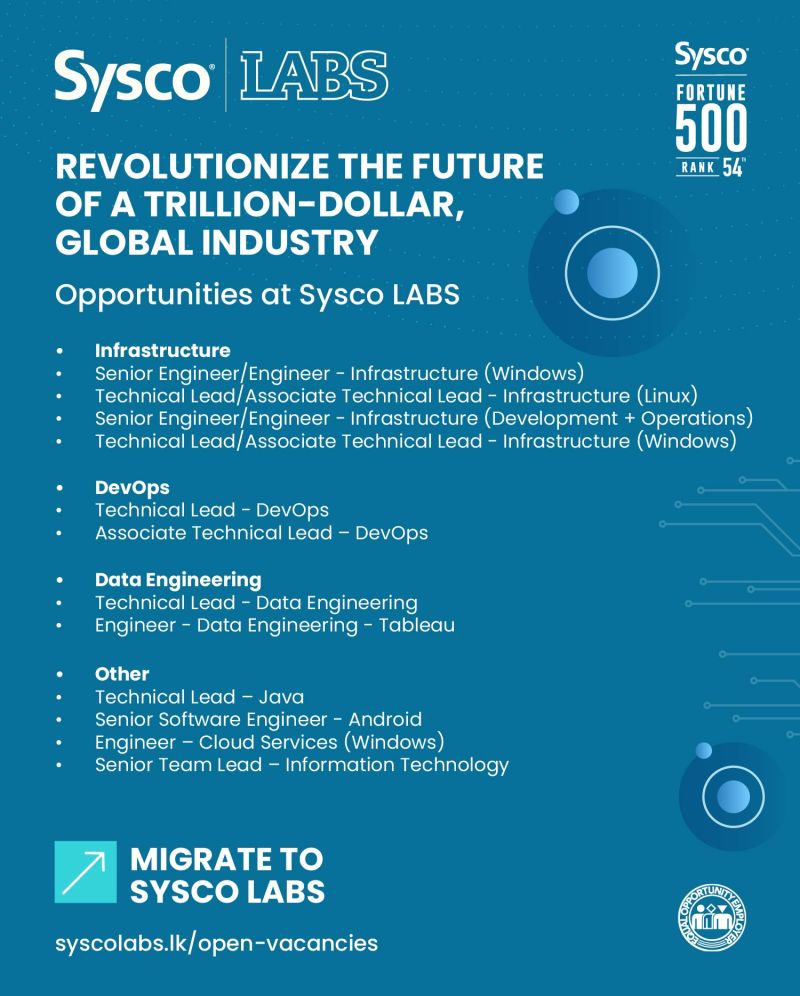 Sysco® | LABS
Sysco®
FORTUNE
500
RANK 54TH
REVOLUTIONIZE THE FUTURE
OF A TRILLION-DOLLAR,
GLOBAL INDUSTRY
Opportunities at Sysco LABS
• Infrastructure
• Senior Engineer/Engineer - Infrastructure (Windows)
• Technical Lead/Associate Technical Lead - Infrastructure (Linux)
• Senior Engineer/Engineer - Infrastructure (Development + Operations)
• Technical Lead/Associate Technical Lead - Infrastructure (Windows)
• DevOps
• Technical Lead - DevOps
• Associate Technical Lead – DevOps
• Data Engineering
• Technical Lead - Data Engineering
• Engineer - Data Engineering - Tableau
• Other
• Technical Lead – Java
• Senior Software Engineer - Android
• Engineer – Cloud Services (Windows)
• Senior Team Lead – Information Technology
MIGRATE TO
SYSCO LABS
syscolabs.lk/open-vacancies
EQUAL OPPORTUNITY EMPLOYER